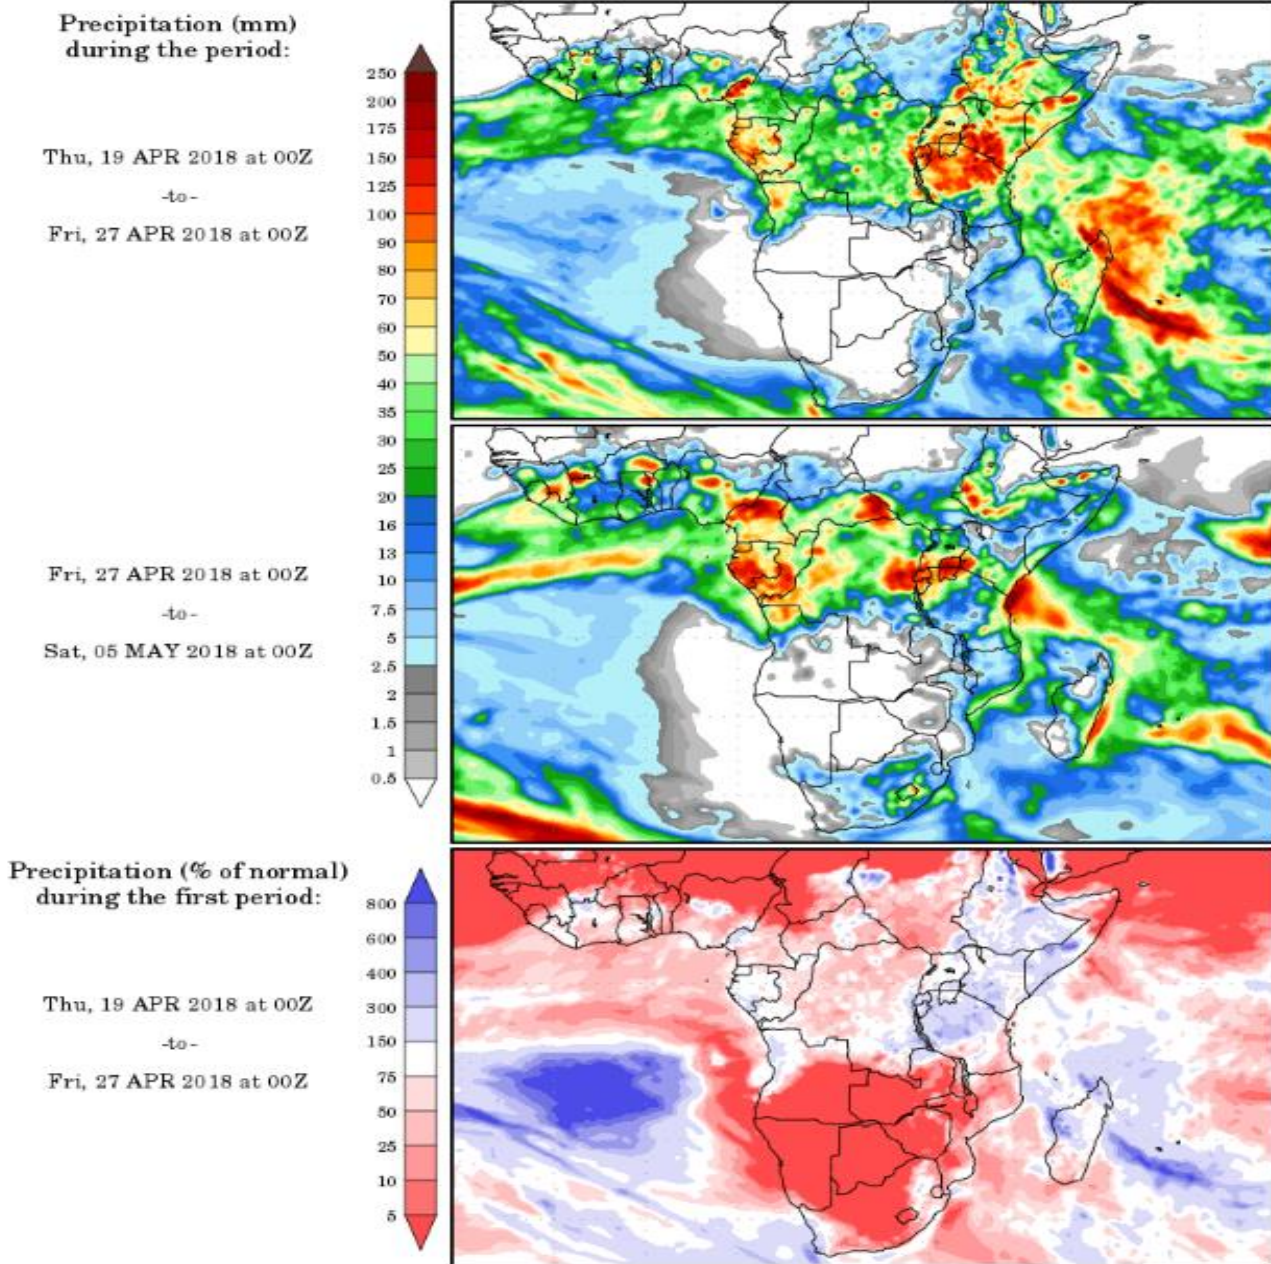 Precipitation (mm)
during the period:
250
200
175
150
125
100
90
80
70
60
50
40
35
30
25
20
16
13
10
7.5
5
2.5
2
1.5
1
0.5
Thu, 19 APR 2018 at 00Z
-to-
Fri, 27 APR 2018 at 00Z
Fri, 27 APR 2018 at 00Z
-to-
Sat, 05 MAY 2018 at 00Z
Precipitation (% of normal)
during the first period:
800
600
400
300
150
75
50
25
10
5
Thu, 19 APR 2018 at 00Z
-to-
Fri, 27 APR 2018 at 00Z